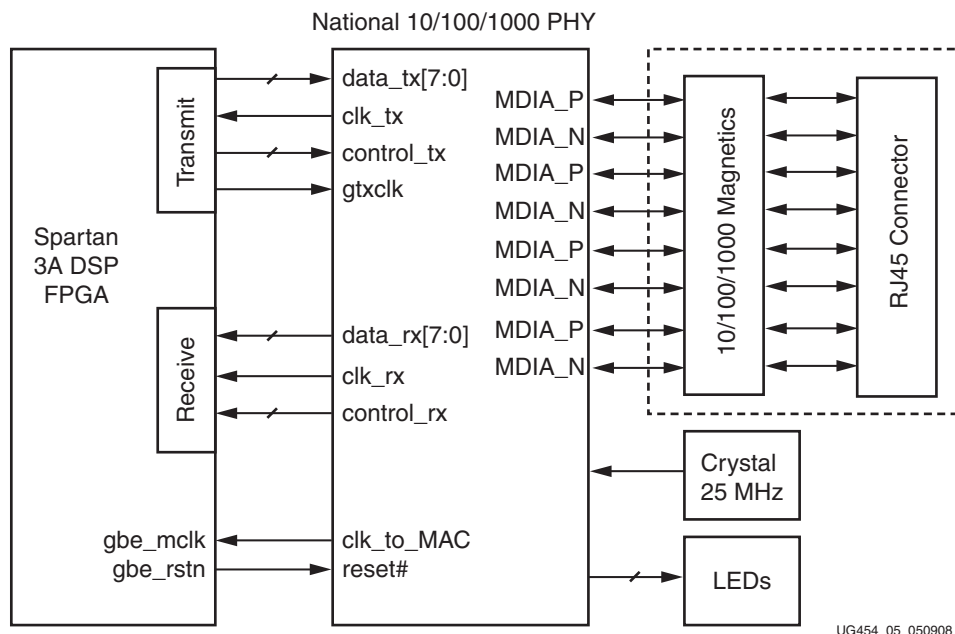 National 10/100/1000 PHY
Transmit
data_tx[7:0]
clk_tx
control_tx
gtxclk
Spartan
3A DSP
FPGA
Receive
data_rx[7:0]
clk_rx
control_rx
gbe_mclk
gbe_rstn
clk_to_MAC
reset#
MDIA_P
MDIA_N
MDIA_P
MDIA_N
MDIA_P
MDIA_N
MDIA_P
MDIA_N
10/100/1000 Magnetics
RJ45 Connector
Crystal
25 MHz
LEDs
UG454_05_050908